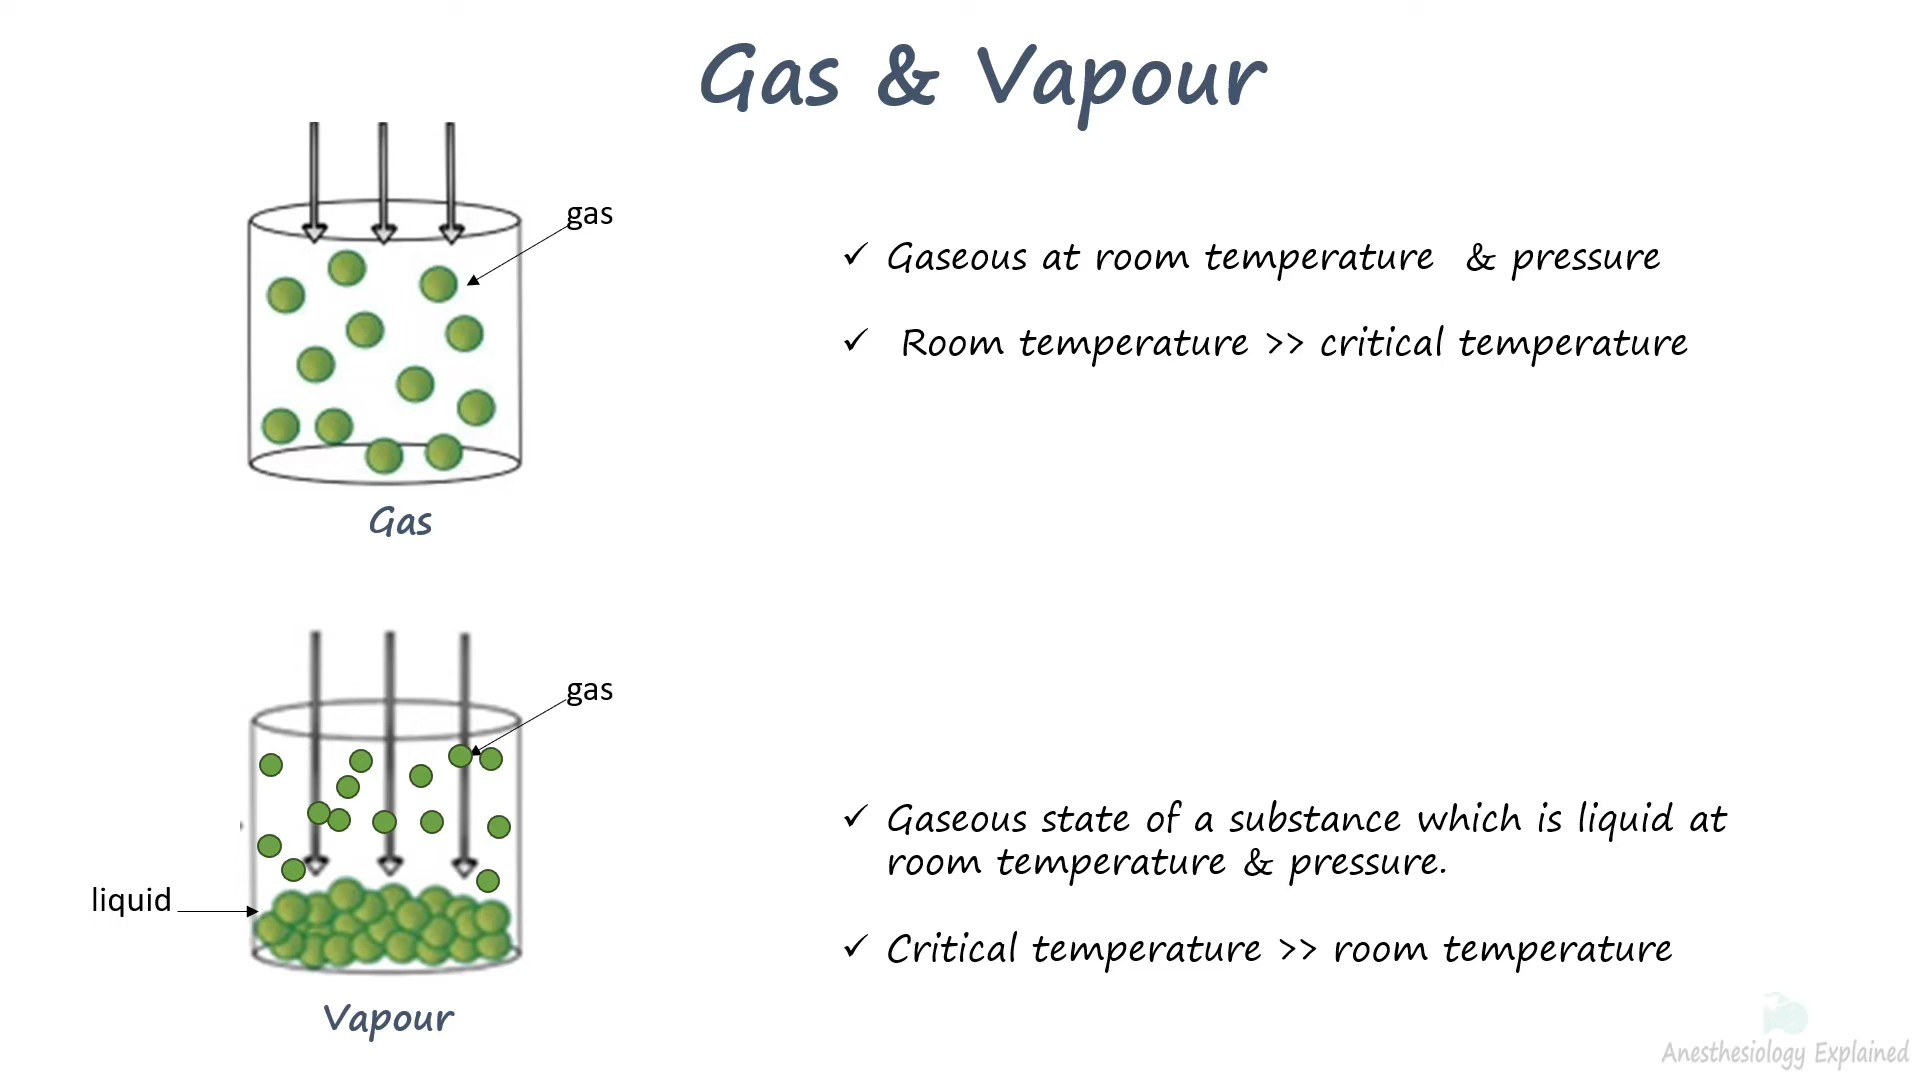 Gas & Vapour
gas
✓ Gaseous at room temperature & pressure
✓ Room temperature >> critical temperature
Gas
gas
✓ Gaseous state of a substance which is liquid at
room temperature & pressure.
liquid
✓ Critical temperature >> room temperature
Vapour
Anesthesiology Explained